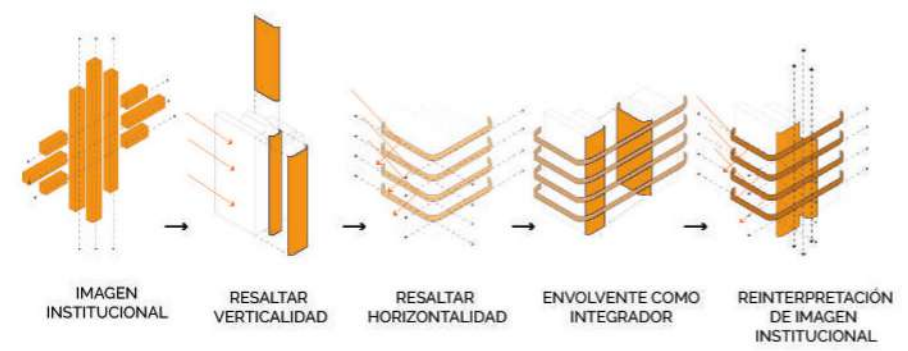 IMAGEN
INSTITUCIONAL
RESALTAR
VERTICALIDAD
RESALTAR
HORIZONTALIDAD
ENVOLVENTE COMO
INTEGRADOR
REINTERPRETACIÓN
DE IMAGEN
INSTITUCIONAL